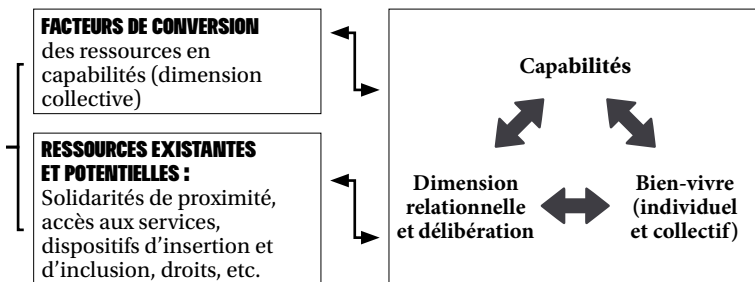 FACTEURS DE CONVERSION
des ressources en
capabilités (dimension
collective)
RESSOURCES EXISTANTES
ET POTENTIELLES :
Solidarités de proximité,
accès aux services,
dispositifs d’insertion et
d’inclusion, droits, etc.
Capabilités
Dimension
relationnelle
et délibération
Bien-vivre
(individuel
et collectif)